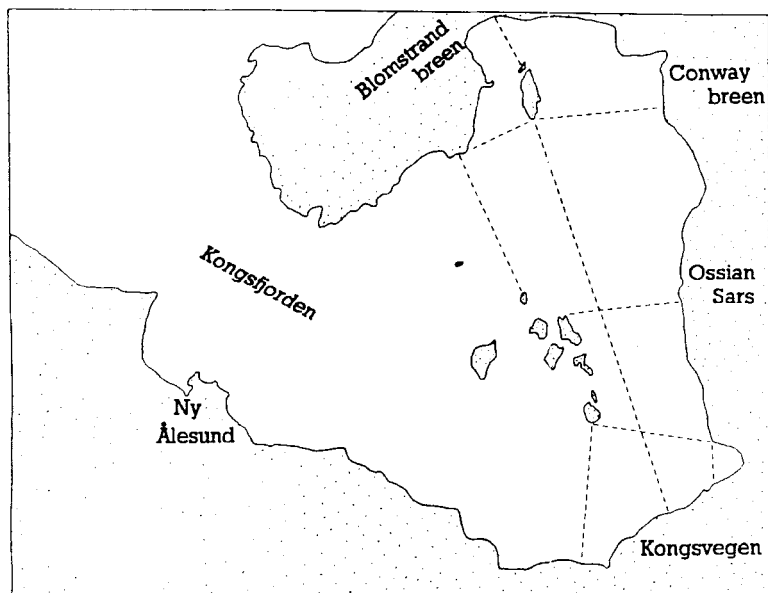 Blomstrand
breen
Conway
breen
Kongsfjorden
Ossian
Sars
Ny
Ålesund
Kongsvegen